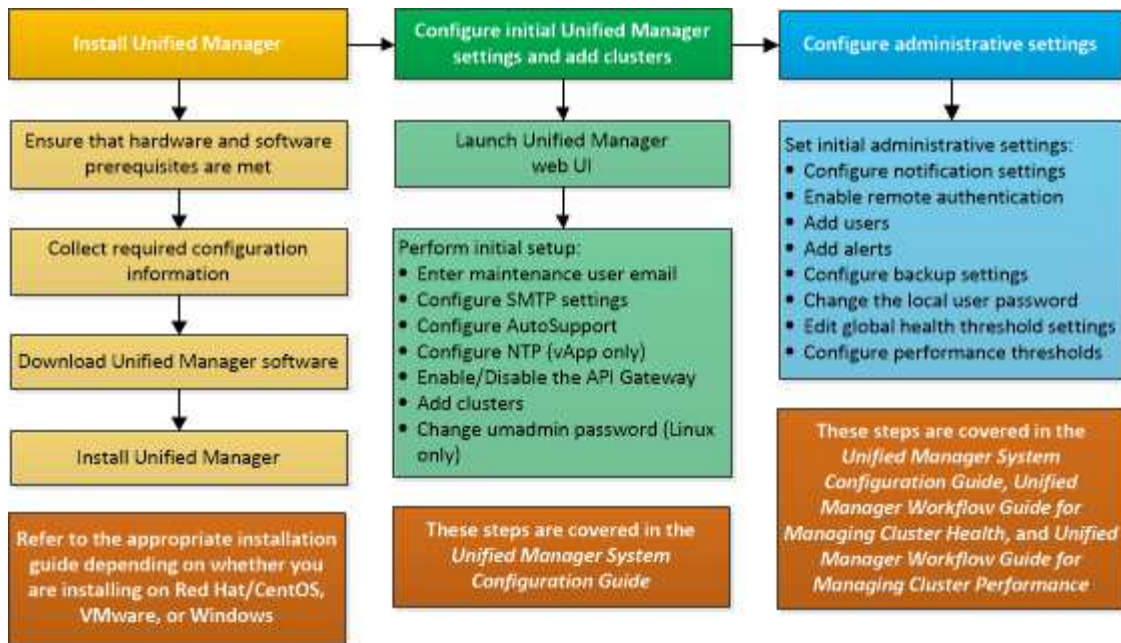 Install Unified Manager
Ensure that hardware and software
prerequisites are met
Collect required configuration
information
Download Unified Manager software
Install Unified Manager
Refer to the appropriate installation
guide depending on whether you
are installing on Red Hat/CentOS,
VMware, or Windows
Configure initial Unified Manager
settings and add clusters
Launch Unified Manager
web UI
Perform initial setup:
• Enter maintenance user email
• Configure SMTP settings
• Configure AutoSupport
• Configure NTP (vApp only)
• Enable/Disable the API Gateway
• Add clusters
• Change umadmin password (Linux
only)
These steps are covered in the
Unified Manager System
Configuration Guide
Configure administrative settings
Set initial administrative settings:
• Configure notification settings
• Enable remote authentication
• Add users
• Add alerts
• Configure backup settings
• Change the local user password
• Edit global health threshold settings
• Configure performance thresholds
These steps are covered in the
Unified Manager System
Configuration Guide, Unified
Manager Workflow Guide for
Managing Cluster Health, and Unified
Manager Workflow Guide for
Managing Cluster Performance